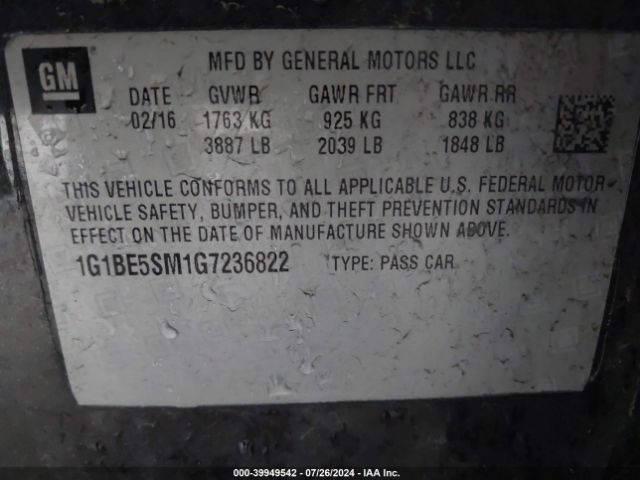 GM
MFD BY GENERAL MOTORS LLC
DATE GVWR GAWR FRT GAWR RR
02/16 1763 KG 925 KG 838 KG
3887 LB 2039 LB 1848 LB
THIS VEHICLE CONFORMS TO ALL APPLICABLE U.S. FEDERAL MOTOR
VEHICLE SAFETY, BUMPER, AND THEFT PREVENTION STANDARDS IN
EFFECT ON THE DATE OF MANUFACTURE SHOWN ABOVE.
1G1BE5SM1G7236822 TYPE: PASS CAR
000-39949542 / 07/26/2024 - IAA Inc.